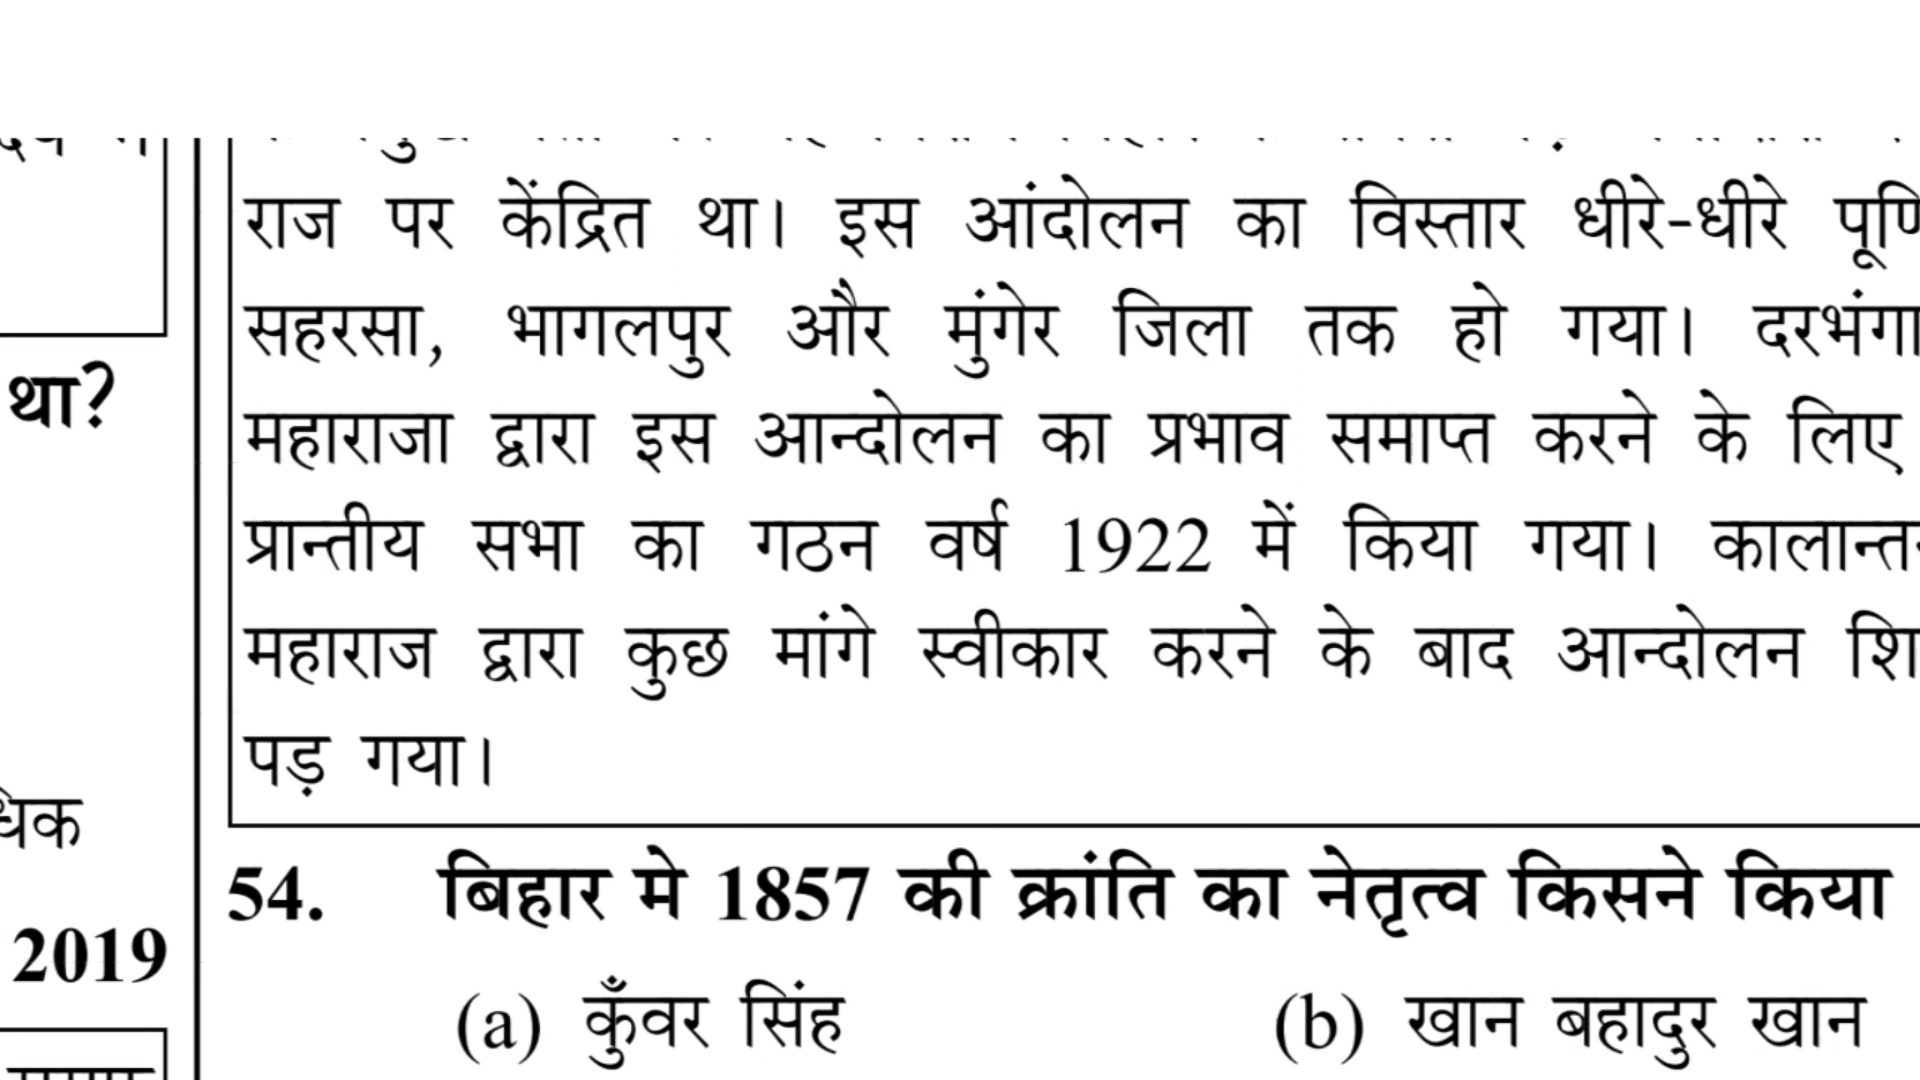 था?
धिक
2019
राज पर केंद्रित था। इस आंदोलन का विस्तार धीरे-धीरे
सहरसा, भागलपुर और मुंगेर जिला तक हो गया। दरभंगा
महाराजा द्वारा इस आन्दोलन का प्रभाव समाप्त करने के लिए
प्रान्तीय सभा का गठन वर्ष 1922 में किया गया।
महाराज द्वारा कुछ मांगे स्वीकार करने के बाद आन्दोलन
पड़ गया।
54. बिहार मे 1857 की क्रांति का नेतृत्व किसने किया
(a) कुँवर सिंह (b) खान बहादुर खान